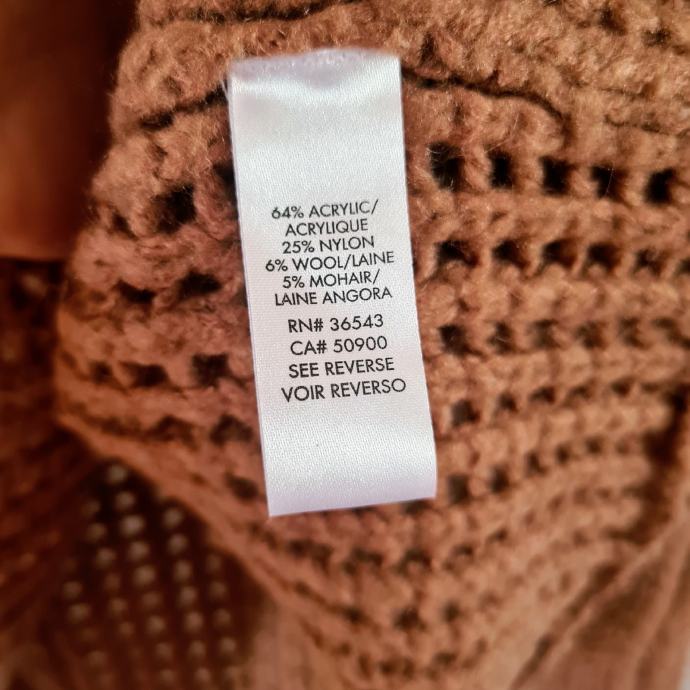 64% ACRYLIC/
ACRYLIQUE
25% NYLON
6% WOOL/LAINE
5% MOHAIR/
LAINE ANGORA
RN# 36543
CA# 50900
SEE REVERSE
VOIR REVERSO